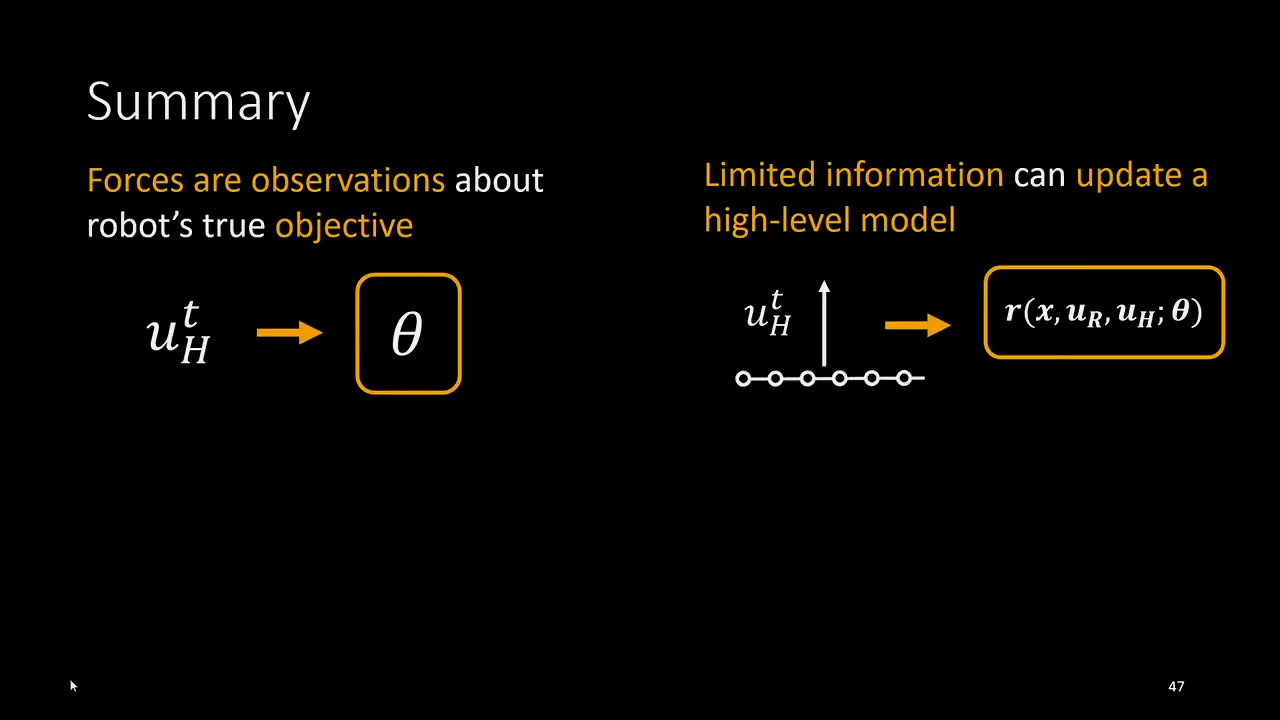 Summary
Forces are observations about
robot's true objective
u_H^t
θ
Limited information can update a
high-level model
u_H^t
r(x, u_R, u_H; θ)
47